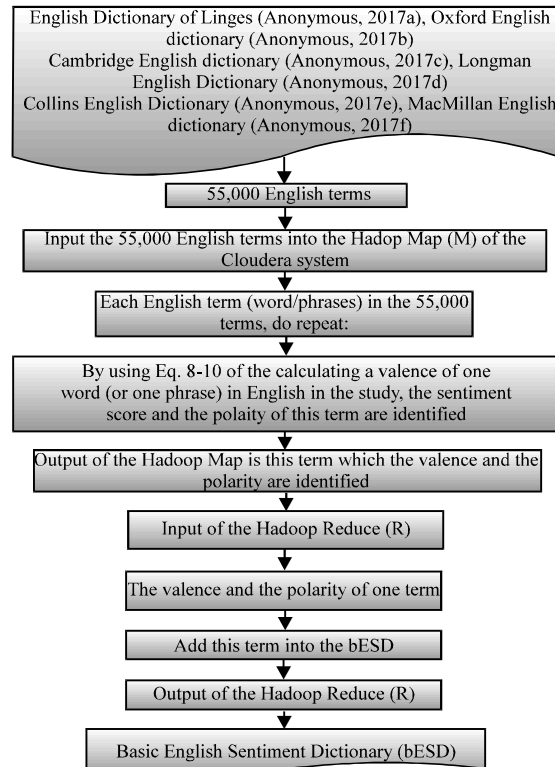 English Dictionary of Linges (Anonymous, 2017a), Oxford English
dictionary (Anonymous, 2017b)
Cambridge English dictionary (Anonymous, 2017c), Longman
English Dictionary (Anonymous, 2017d)
Collins English Dictionary (Anonymous, 2017e), MacMillan English
dictionary (Anonymous, 2017f)
55,000 English terms
Input the 55,000 English terms into the Hadop Map (M) of the
Cloudera system
Each English term (word/phrases) in the 55,000
terms, do repeat:
By using Eq. 8-10 of the calculating a valence of one
word (or one phrase) in English in the study, the sentiment
score and the polaity of this term are identified
Output of the Hadoop Map is this term which the valence and the
polarity are identified
Input of the Hadoop Reduce (R)
The valence and the polarity of one term
Add this term into the bESD
Output of the Hadoop Reduce (R)
Basic English Sentiment Dictionary (bESD)